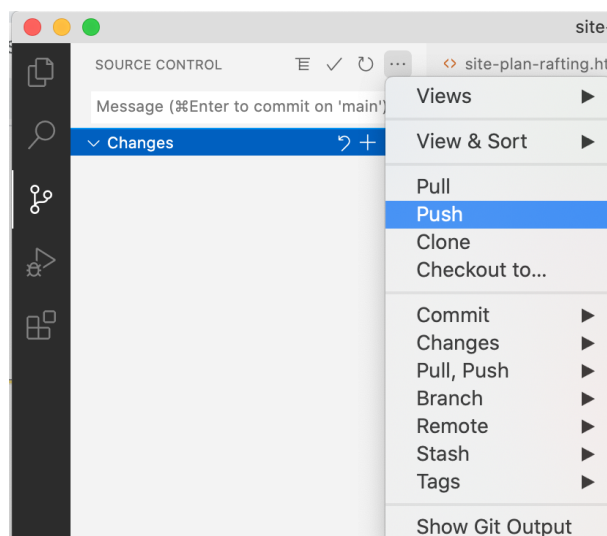 site-
SOURCE CONTROL
site-plan-rafting.ht
Message (⌘Enter to commit on 'main')
Changes
Views
View & Sort
Pull
Push
Clone
Checkout to...
Commit
Changes
Pull, Push
Branch
Remote
Stash
Tags
Show Git Output